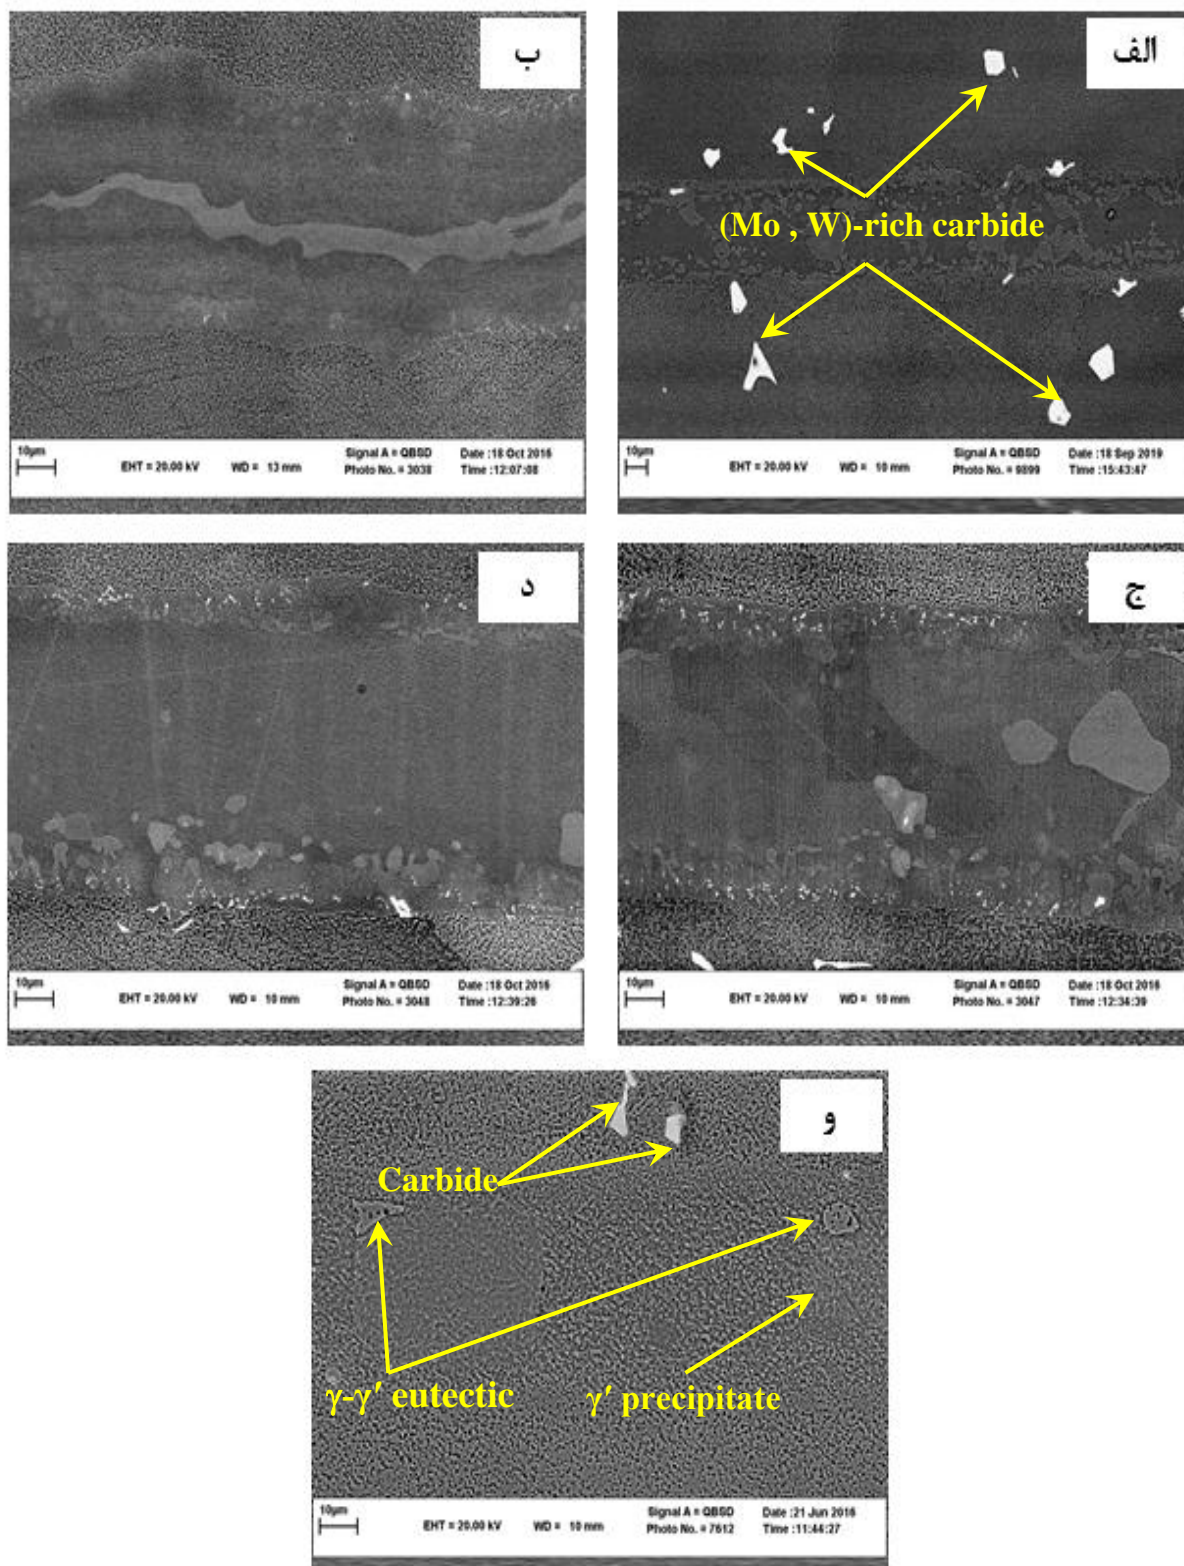 الف
(Mo , W)-rich carbide
10µm
EHT = 20.00 kV WD = 10 mm Signal A = QBSD Date :18 Sep 2019
Photo No. = 9899 Time :15:43:47
ب
10µm
EHT = 20.00 kV WD = 13 mm Signal A = QBSD Date :18 Oct 2016
Photo No. = 3038 Time :12:07:08
ج
10µm
EHT = 20.00 kV WD = 10 mm Signal A = QBSD Date :18 Oct 2016
Photo No. = 3047 Time :12:34:39
د
10µm
EHT = 20.00 kV WD = 10 mm Signal A = QBSD Date :18 Oct 2016
Photo No. = 3048 Time :12:39:26
و
Carbide
γ-γ′ eutectic
γ′ precipitate
10µm
EHT = 20.00 kV WD = 10 mm Signal A = QBSD Date :21 Jun 2016
Photo No. = 7612 Time :11:44:27